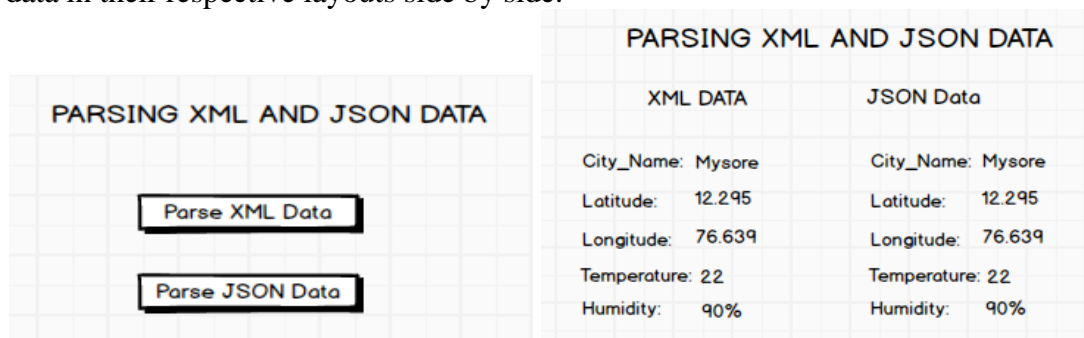 data in their respective layouts side by side.
PARSING XML AND JSON DATA
Parse XML Data
Parse JSON Data
PARSING XML AND JSON DATA
XML DATA JSON Data
City_Name: Mysore City_Name: Mysore
Latitude: 12.295 Latitude: 12.295
Longitude: 76.639 Longitude: 76.639
Temperature: 22 Temperature: 22
Humidity: 90% Humidity: 90%